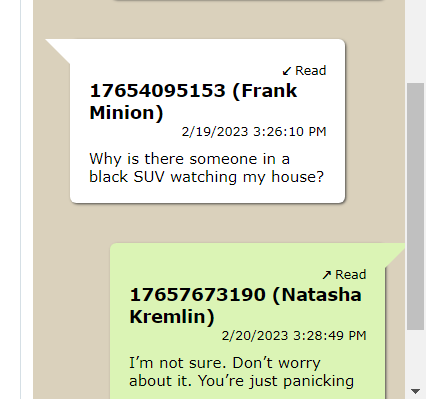 ↙ Read
17654095153 (Frank
Minion)
2/19/2023 3:26:10 PM
Why is there someone in a
black SUV watching my house?
↗ Read
17657673190 (Natasha
Kremlin)
2/20/2023 3:28:49 PM
I’m not sure. Don’t worry
about it. You’re just panicking